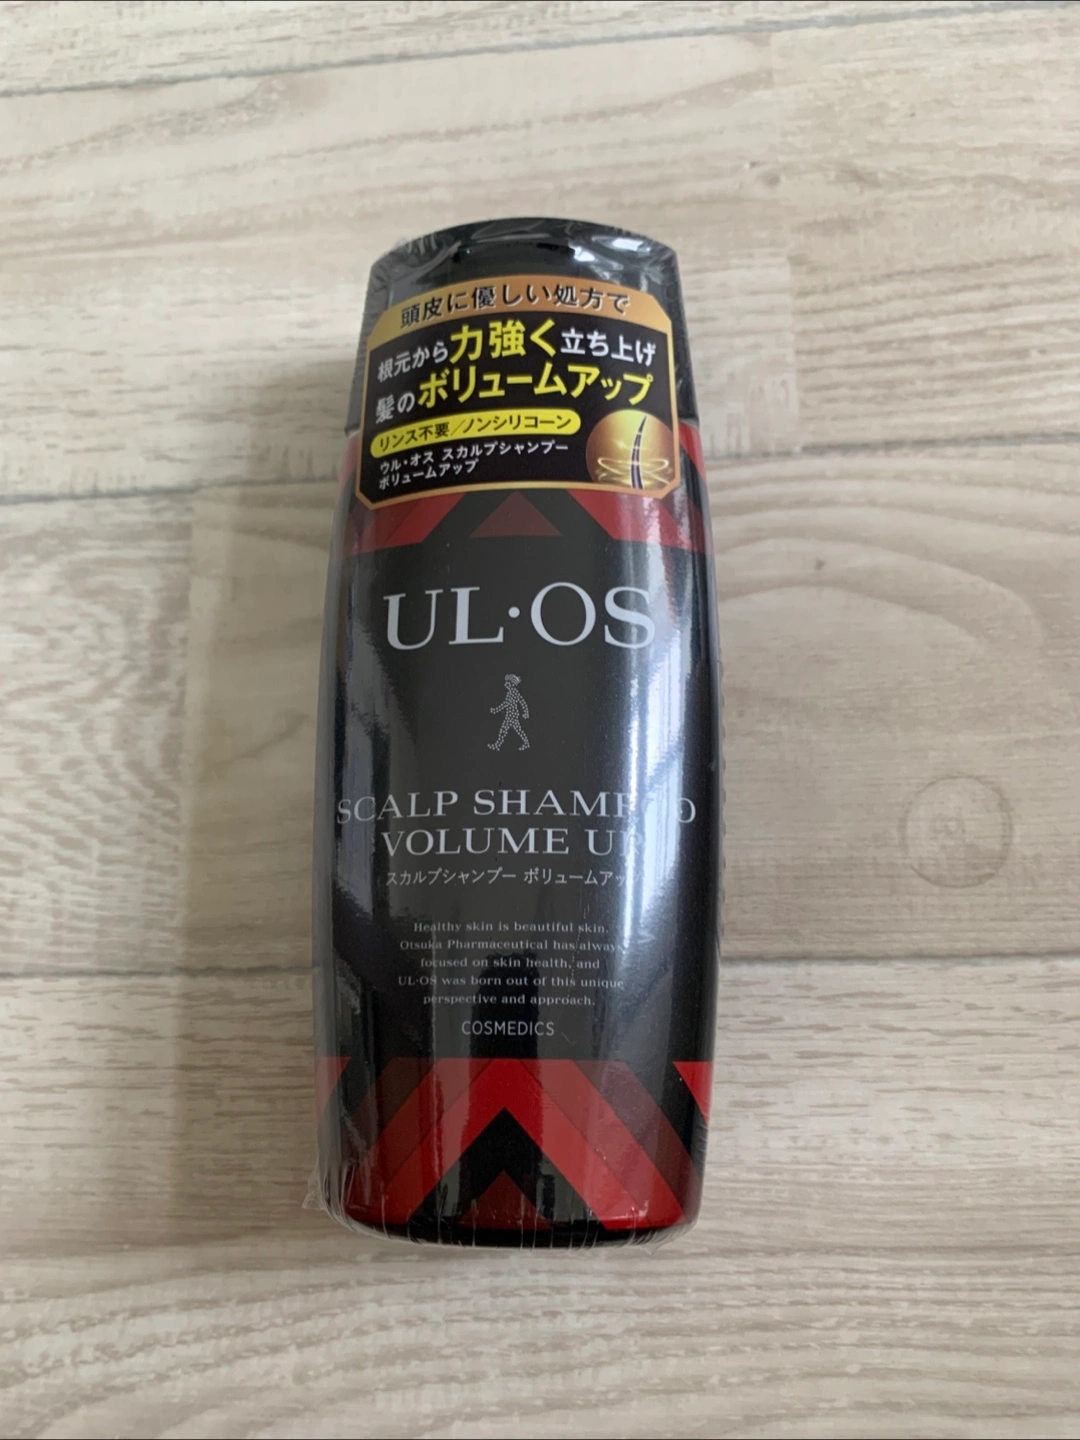 頭皮に優しい処方で
根元から力強く立ち上げ
髪のボリュームアップ
リンス不要/ノンシリコーン
ウル・オス スカルプシャンプー
ボリュームアップ
UL·OS
SCALP SHAMPOO
VOLUME UP
スカルプシャンプー ボリュームアップ
Healthy skin is beautiful skin.
Otsuka Pharmaceutical has always
focused on skin health, and
UL·OS was born out of this unique
perspective and approach.
COSMEDICS